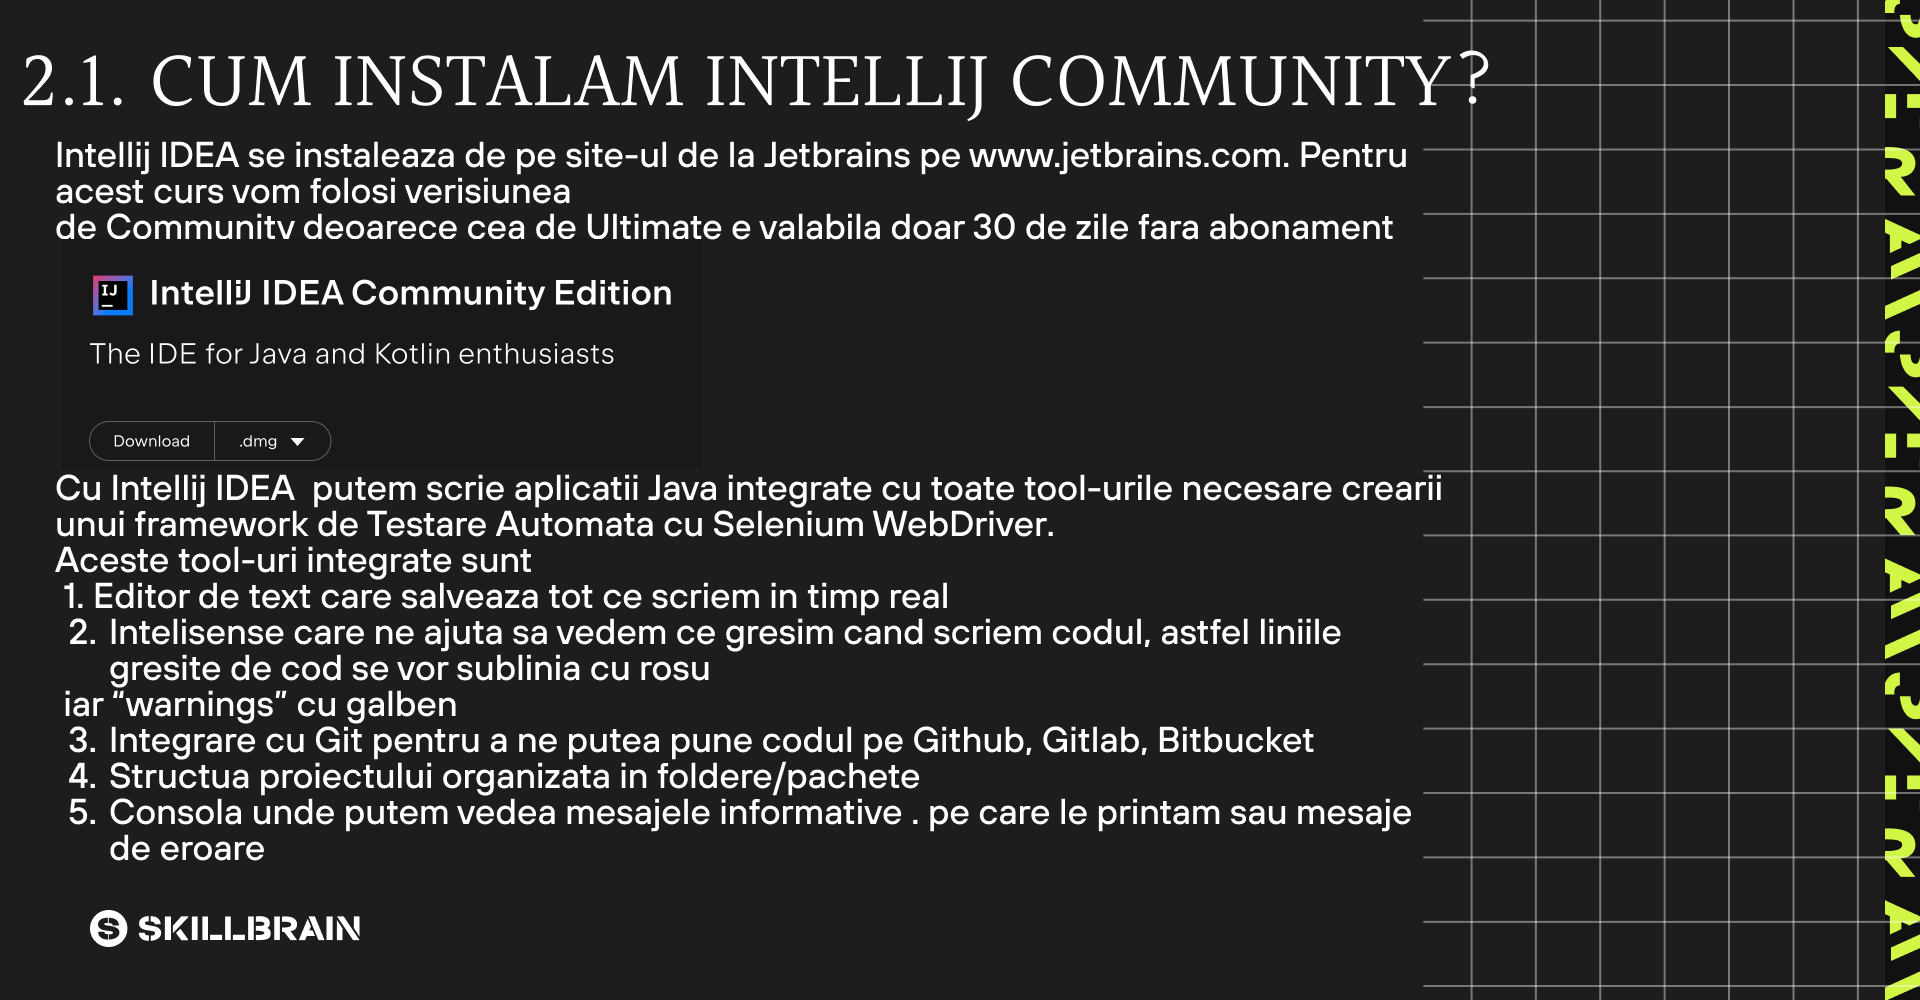 2.1. CUM INSTALAM INTELLIJ COMMUNITY?
Intellij IDEA se instaleaza de pe site-ul de la Jetbrains pe www.jetbrains.com. Pentru
acest curs vom folosi verisiunea
de Community deoarece cea de Ultimate e valabila doar 30 de zile fara abonament
IJ
IntelliJ IDEA Community Edition
The IDE for Java and Kotlin enthusiasts
Download .dmg
Cu Intellij IDEA  putem scrie aplicatii Java integrate cu toate tool-urile necesare crearii
unui framework de Testare Automata cu Selenium WebDriver.
Aceste tool-uri integrate sunt
1. Editor de text care salveaza tot ce scriem in timp real
2. Intelisense care ne ajuta sa vedem ce gresim cand scriem codul, astfel liniile
gresite de cod se vor sublinia cu rosu
iar “warnings” cu galben
3. Integrare cu Git pentru a ne putea pune codul pe Github, Gitlab, Bitbucket
4. Structua proiectului organizata in foldere/pachete
5. Consola unde putem vedea mesajele informative . pe care le printam sau mesaje
de eroare
S SKILLBRAIN